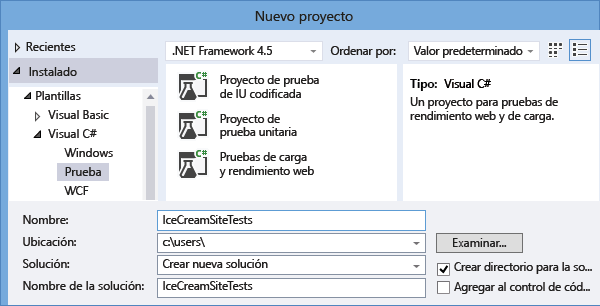 Nuevo proyecto
Recientes
.NET Framework 4.5
Ordenar por:
Valor predeterminado
Instalado
Plantillas
Visual Basic
Visual C#
Windows
Prueba
WCF
C#
Proyecto de prueba
de IU codificada
C#
Proyecto de
prueba unitaria
C#
Pruebas de carga
y rendimiento web
Tipo: Visual C#
Un proyecto para pruebas de
rendimiento web y de carga.
Nombre: IceCreamSiteTests
Ubicación: c:\users\ Examinar...
Solución: Crear nueva solución Crear directorio para la so...
Nombre de la solución: IceCreamSiteTests Agregar al control de cód...